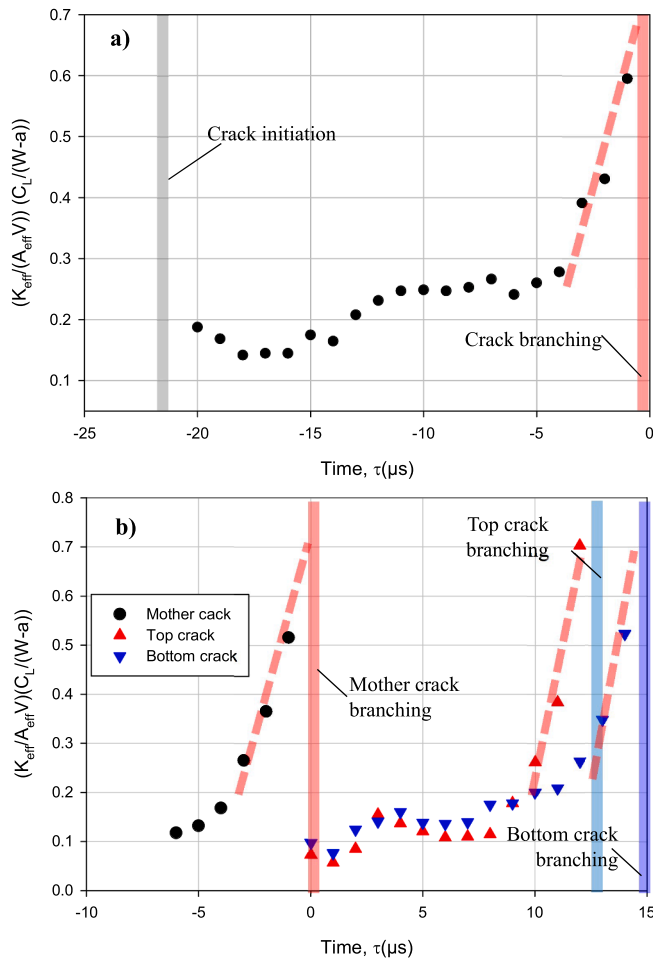 0.7
a)
0.6
Crack initiation
0.5
0.4
0.3
0.2
Crack branching
0.1
(K_eff/(A_eff V)) (C_L/(W-a))
-25
-20
-15
-10
-5
0
Time, τ(μs)
0.8
b)
Top crack
branching
0.7
0.6
Mother cack
Top crack
Bottom crack
0.5
Mother crack
branching
0.4
0.3
0.2
0.1
Bottom crack
branching
0.0
(K_eff/A_eff V)(C_L/(W-a))
-10
-5
0
5
10
15
Time, τ(μs)